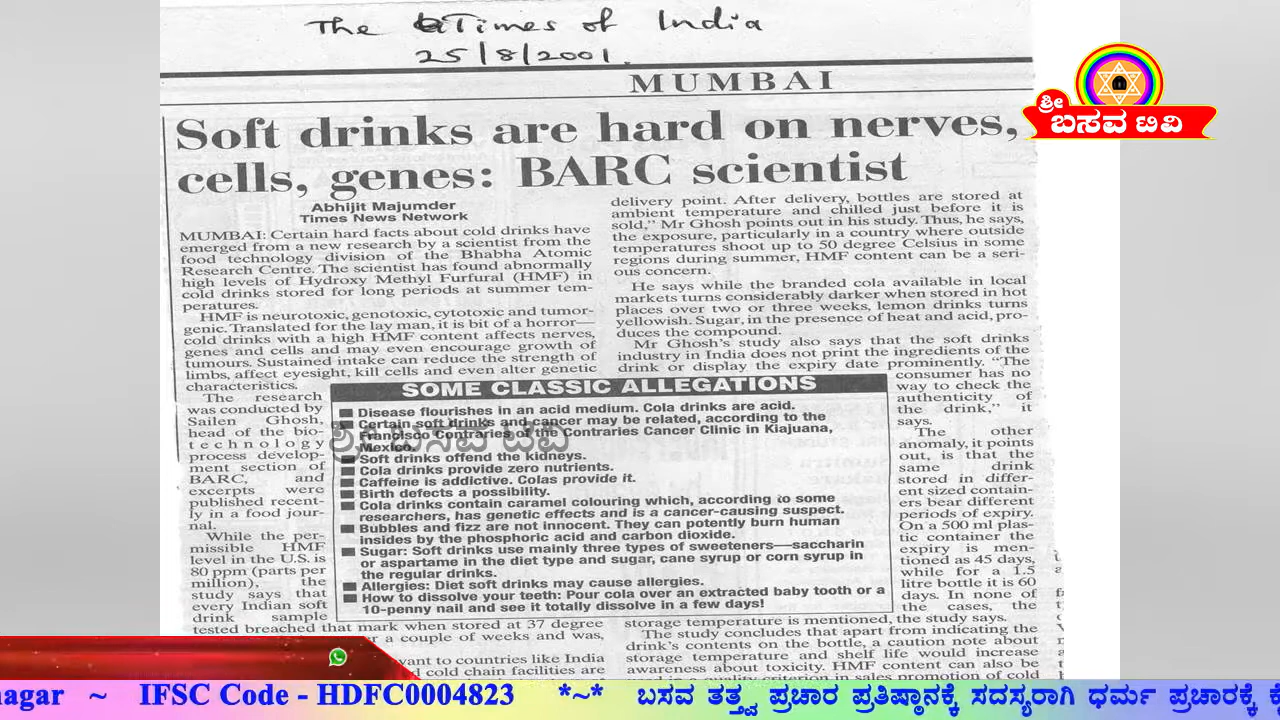 The Times of India
25/8/2001.
MUMBAI
ಶ್ರೀ
ಬಸವ ಟಿವಿ
Soft drinks are hard on nerves,
cells, genes: BARC scientist
Abhijit Majumder
Times News Network
MUMBAI: Certain hard facts about cold drinks have
emerged from a new research by a scientist from the
food technology division of the Bhabha Atomic
Research Centre. The scientist has found abnormally
high levels of Hydroxy Methyl Furfural (HMF) in
cold drinks stored for long periods at summer tem-
peratures.
HMF is neurotoxic, genotoxic, cytotoxic and tumor-
genic. Translated for the lay man, it is bit of a horror—
cold drinks with a high HMF content affects nerves,
genes and cells and may even encourage growth of
tumours. Sustained intake can reduce the strength of
limbs, affect eyesight, kill cells and even alter genetic
characteristics.
The research
was conducted by
Sailen Ghosh,
head of the bio-
technology
process develop-
ment section of
BARC, and
excerpts were
published recent-
ly in a food jour-
nal.
While the per-
missible HMF
level in the U.S. is
80 ppm (parts per
million), the
study says that
every Indian soft
drink sample
tested breached that mark when stored at 37 degree
r a couple of weeks and was,
vant to countries like India
cold chain facilities are
delivery point. After delivery, bottles are stored at
ambient temperature and chilled just before it is
sold," Mr Ghosh points out in his study. Thus, he says,
the exposure, particularly in a country where outside
temperatures shoot up to 50 degree Celsius in some
regions during summer, HMF content can be a seri-
ous concern.
He says while the branded cola available in local
markets turns considerably darker when stored in hot
places over two or three weeks, lemon drinks turns
yellowish. Sugar, in the presence of heat and acid, pro-
duces the compound.
Mr Ghosh's study also says that the soft drinks
industry in India does not print the ingredients of the
drink or display the expiry date prominently. "The
consumer has no
way to check the
authenticity of
the drink," it
says.
The other
anomaly, it points
out, is that the
same drink
stored in differ-
ent sized contain-
ers bear different
periods of expiry.
On a 500 ml plas-
tic container the
expiry is men-
tioned as 45 days,
while for a 1.5
litre bottle it is 60
days. In none of
the cases, the
storage temperature is mentioned, the study says.
The study concludes that apart from indicating the
drink's contents on the bottle, a caution note about
storage temperature and shelf life would increase
awareness about toxicity. HMF content can also be
used in a quality criterion in sales promotion of cold
SOME CLASSIC ALLEGATIONS
Disease flourishes in an acid medium. Cola drinks are acid.
Certain soft drinks and cancer may be related, according to the
Francisco Contraries of the Contraries Cancer Clinic in Kiajuana,
Mexico.
Soft drinks offend the kidneys.
Cola drinks provide zero nutrients.
Caffeine is addictive. Colas provide it.
Birth defects a possibility.
Cola drinks contain caramel colouring which, according to some
researchers, has genetic effects and is a cancer-causing suspect.
Bubbles and fizz are not innocent. They can potently burn human
insides by the phosphoric acid and carbon dioxide.
Sugar: Soft drinks use mainly three types of sweeteners—saccharin
or aspartame in the diet type and sugar, cane syrup or corn syrup in
the regular drinks.
Allergies: Diet soft drinks may cause allergies.
How to dissolve your teeth: Pour cola over an extracted baby tooth or a
10-penny nail and see it totally dissolve in a few days!
ಶ್ರೀ ಬಸವ ಟಿವಿ
nagar ~ IFSC Code - HDFC0004823 *~* ಬಸವ ತತ್ತ್ವ ಪ್ರಚಾರ ಪ್ರತಿಷ್ಠಾನಕ್ಕೆ ಸದಸ್ಯರಾಗಿ ಧರ್ಮ ಪ್ರಚಾರಕ್ಕೆ